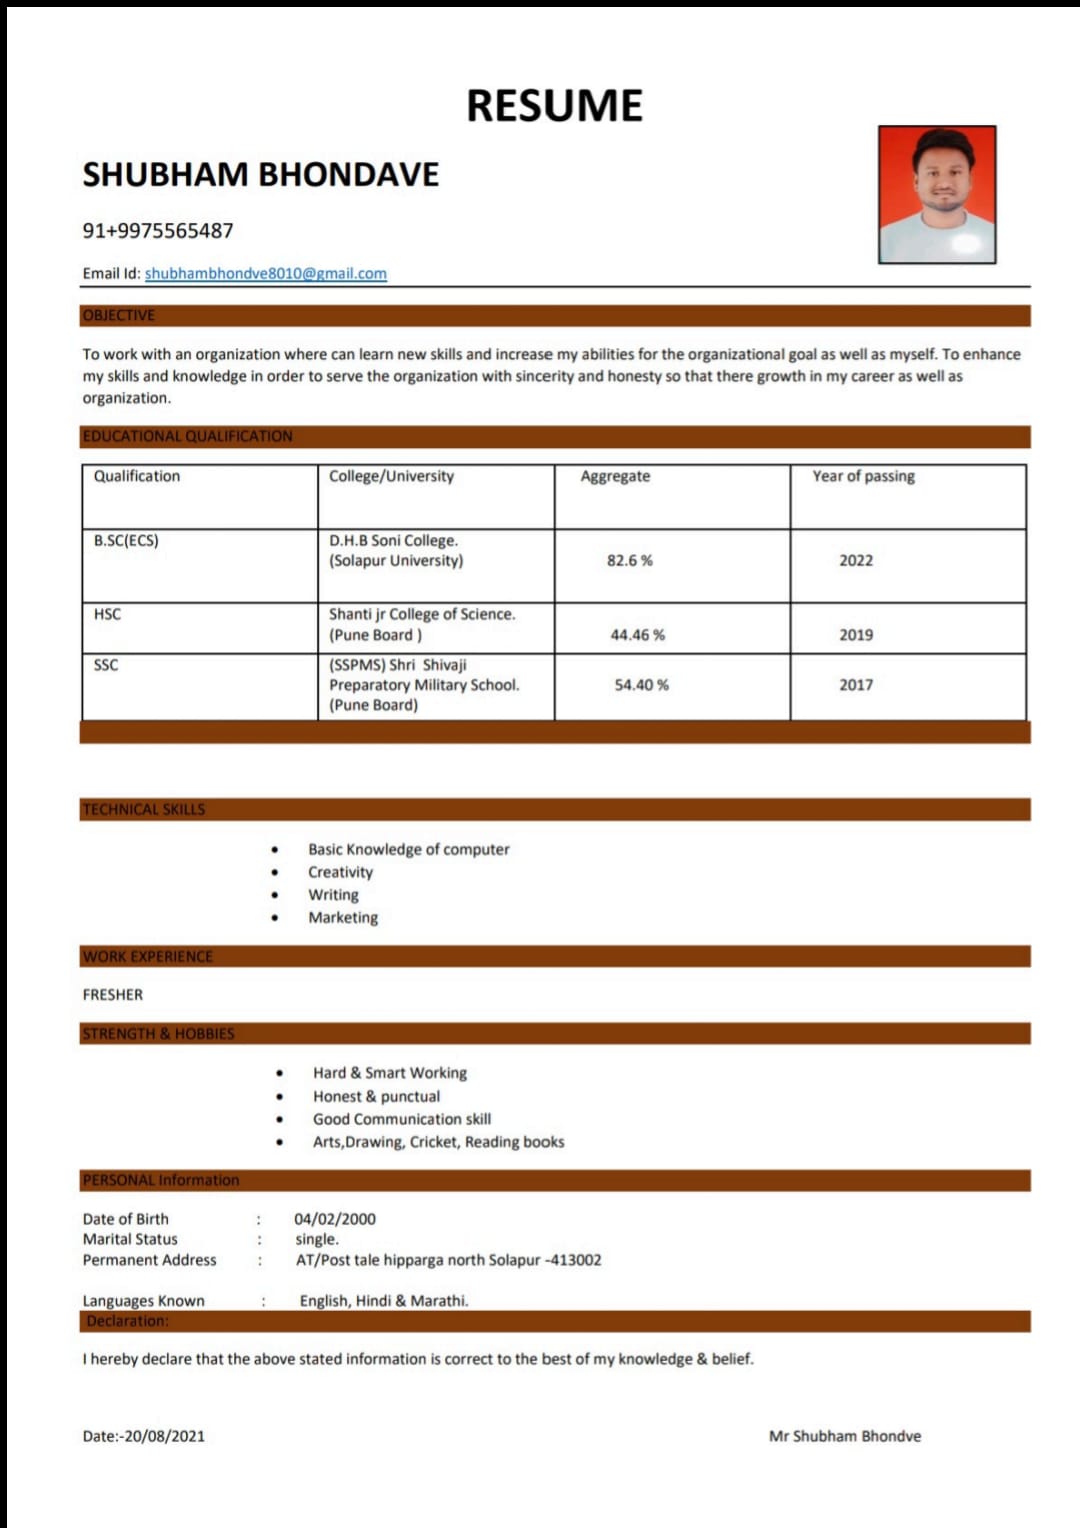 RESUME
SHUBHAM BHONDAVE
91+9975565487
Email Id: shubhambhondve8010@gmail.com
OBJECTIVE
To work with an organization where can learn new skills and increase my abilities for the organizational goal as well as myself. To enhance
my skills and knowledge in order to serve the organization with sincerity and honesty so that there growth in my career as well as
organization.
EDUCATIONAL QUALIFICATION
Qualification College/University Aggregate Year of passing
B.SC(ECS) D.H.B Soni College.
(Solapur University) 82.6 % 2022
HSC Shanti jr College of Science.
(Pune Board ) 44.46 % 2019
SSC (SSPMS) Shri Shivaji
Preparatory Military School. 54.40 % 2017
(Pune Board)
TECHNICAL SKILLS
• Basic Knowledge of computer
• Creativity
• Writing
• Marketing
WORK EXPERIENCE
FRESHER
STRENGTH & HOBBIES
• Hard & Smart Working
• Honest & punctual
• Good Communication skill
• Arts,Drawing, Cricket, Reading books
PERSONAL Information
Date of Birth : 04/02/2000
Marital Status : single.
Permanent Address : AT/Post tale hipparga north Solapur -413002
Languages Known : English, Hindi & Marathi.
Declaration:
I hereby declare that the above stated information is correct to the best of my knowledge & belief.
Date:-20/08/2021 Mr Shubham Bhondve